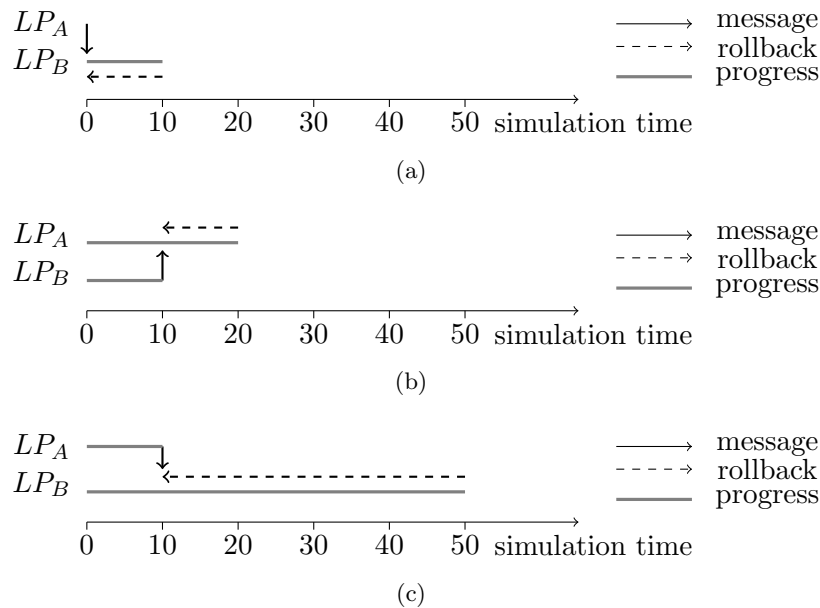 LP_A message
rollback
LP_B progress
0 10 20 30 40 50 simulation time
(a)
LP_A message
rollback
LP_B progress
0 10 20 30 40 50 simulation time
(b)
LP_A message
rollback
LP_B progress
0 10 20 30 40 50 simulation time
(c)